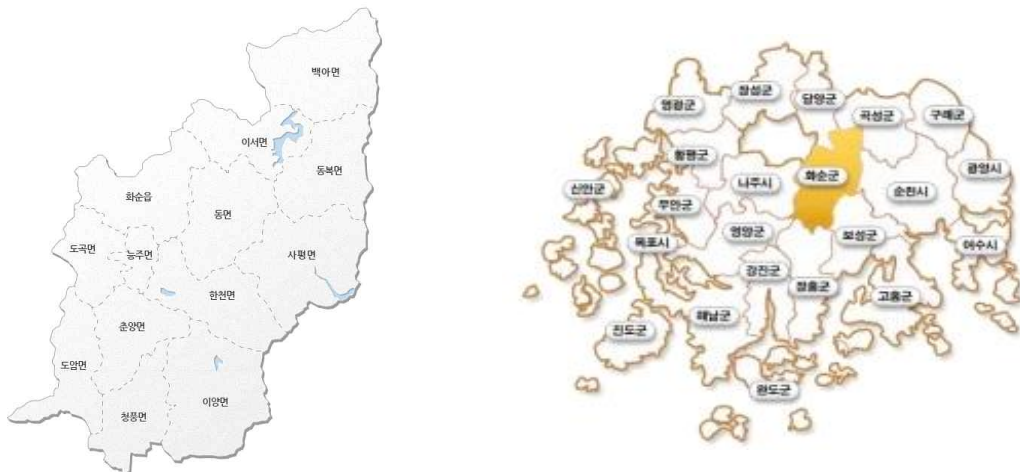 백아면
이서면
동복면
화순읍
동면
도곡면
능주면
사평면
한천면
춘양면
도암면
이양면
청풍면
장성군
담양군
영광군
곡성군
구례군
함평군
화순군
광양시
나주시
순천시
신안군
무안군
영암군
보성군
목포시
여수시
강진군
장흥군
고흥군
해남군
진도군
완도군